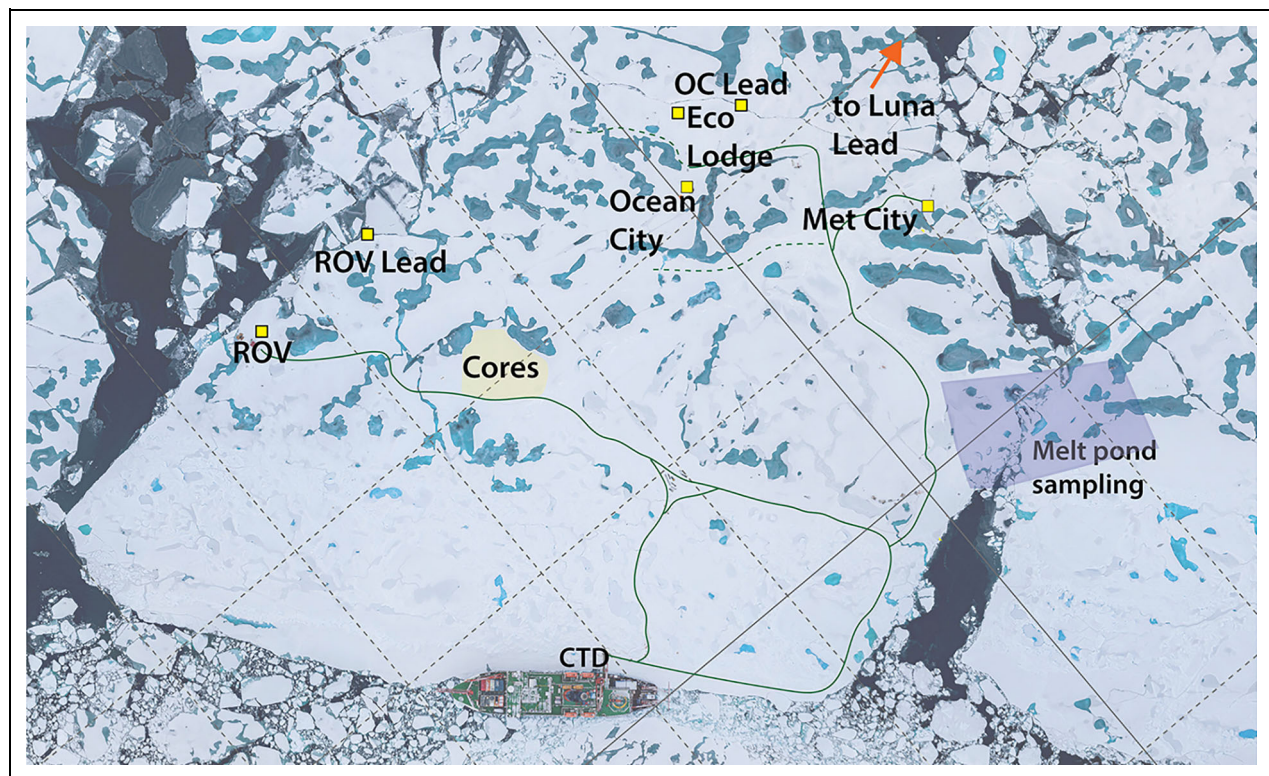 OC Lead
Eco
Lodge
to Luna
Lead
Ocean
City
Met City
ROV Lead
ROV
Cores
Melt pond
sampling
CTD